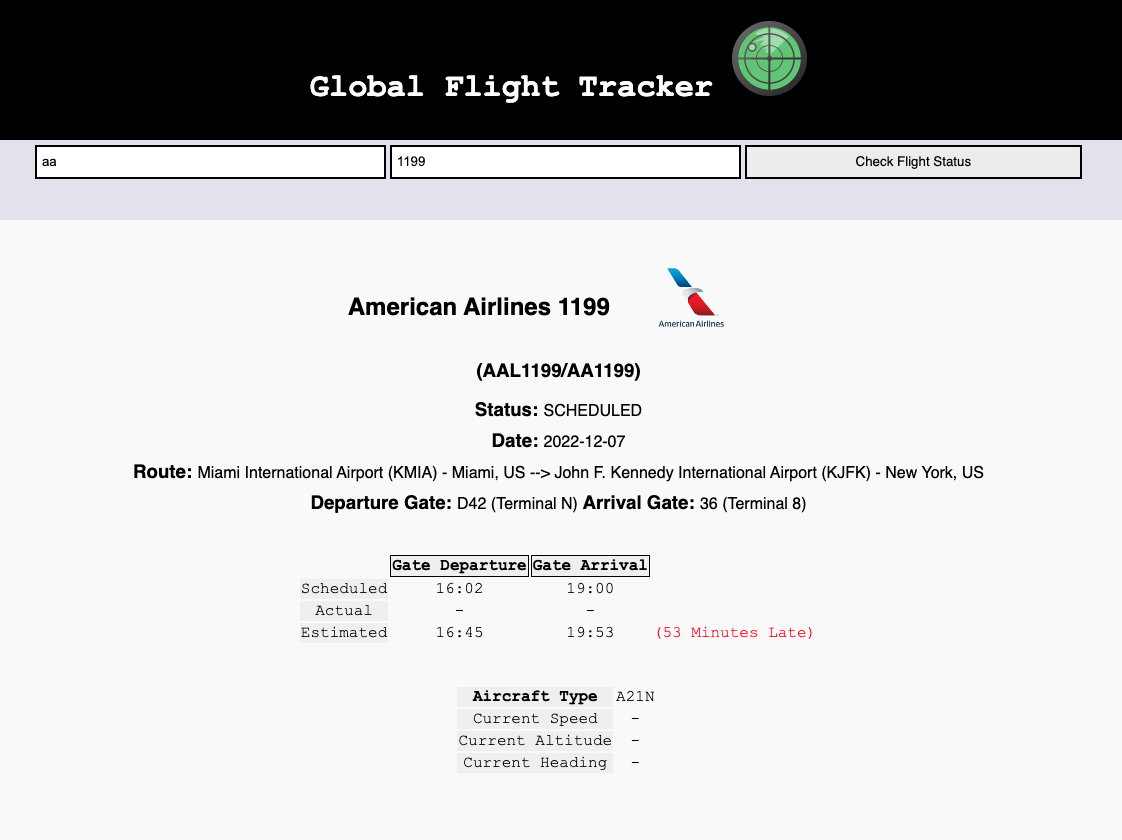 Global Flight Tracker
aa 1199 Check Flight Status
American Airlines 1199
American Airlines
(AAL1199/AA1199)
Status: SCHEDULED
Date: 2022-12-07
Route: Miami International Airport (KMIA) - Miami, US --> John F. Kennedy International Airport (KJFK) - New York, US
Departure Gate: D42 (Terminal N) Arrival Gate: 36 (Terminal 8)
Gate Departure Gate Arrival
Scheduled 16:02 19:00
Actual - -
Estimated 16:45 19:53 (53 Minutes Late)
Aircraft Type A21N
Current Speed -
Current Altitude -
Current Heading -